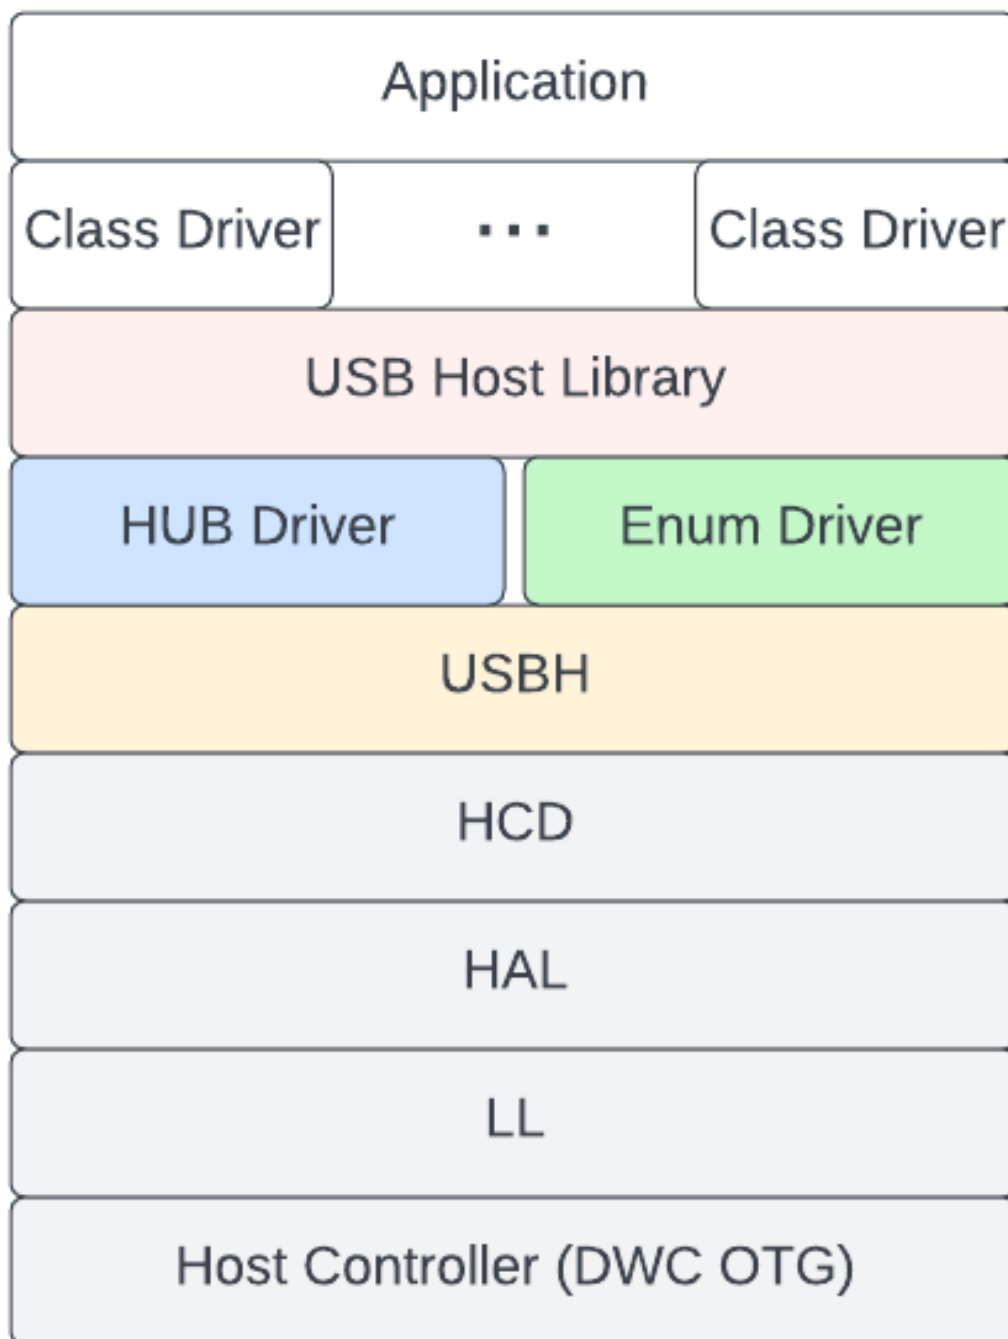 Application
Class Driver ... Class Driver
USB Host Library
HUB Driver Enum Driver
USBH
HCD
HAL
LL
Host Controller (DWC OTG)